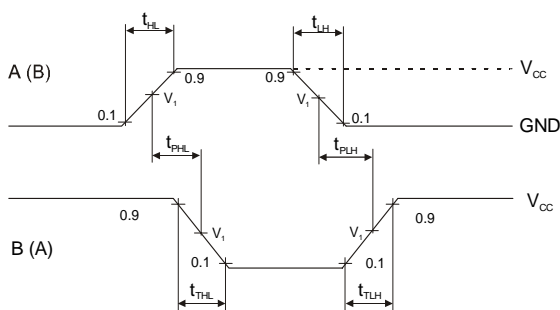 tHL tLH
A (B) 0.9 0.9 VCC
0.1 V1 V1 0.1 GND
tPHL tPLH
0.9 0.9 VCC
V1 V1
B (A) 0.1 0.1
tTHL tTLH